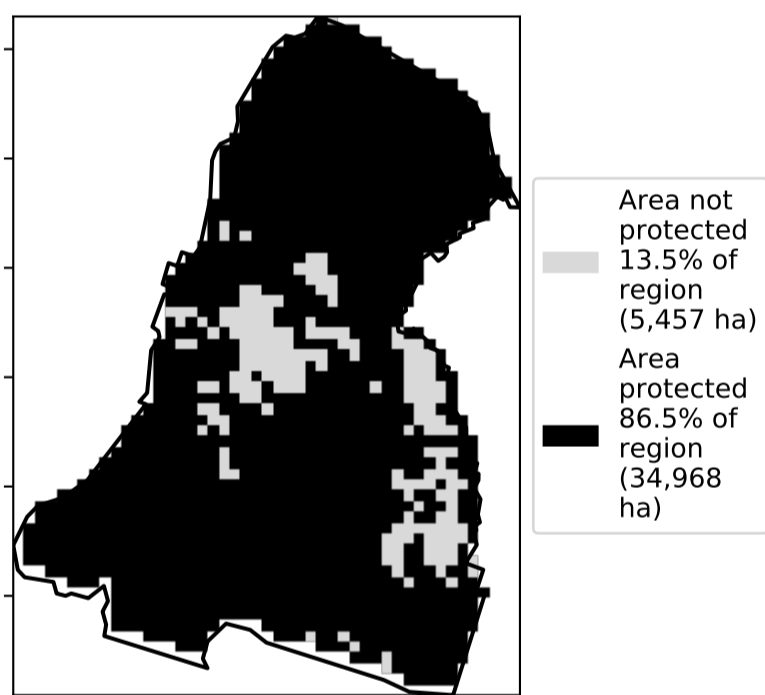 Area not
protected
13.5% of
region
(5,457 ha)
Area
protected
86.5% of
region
(34,968
ha)